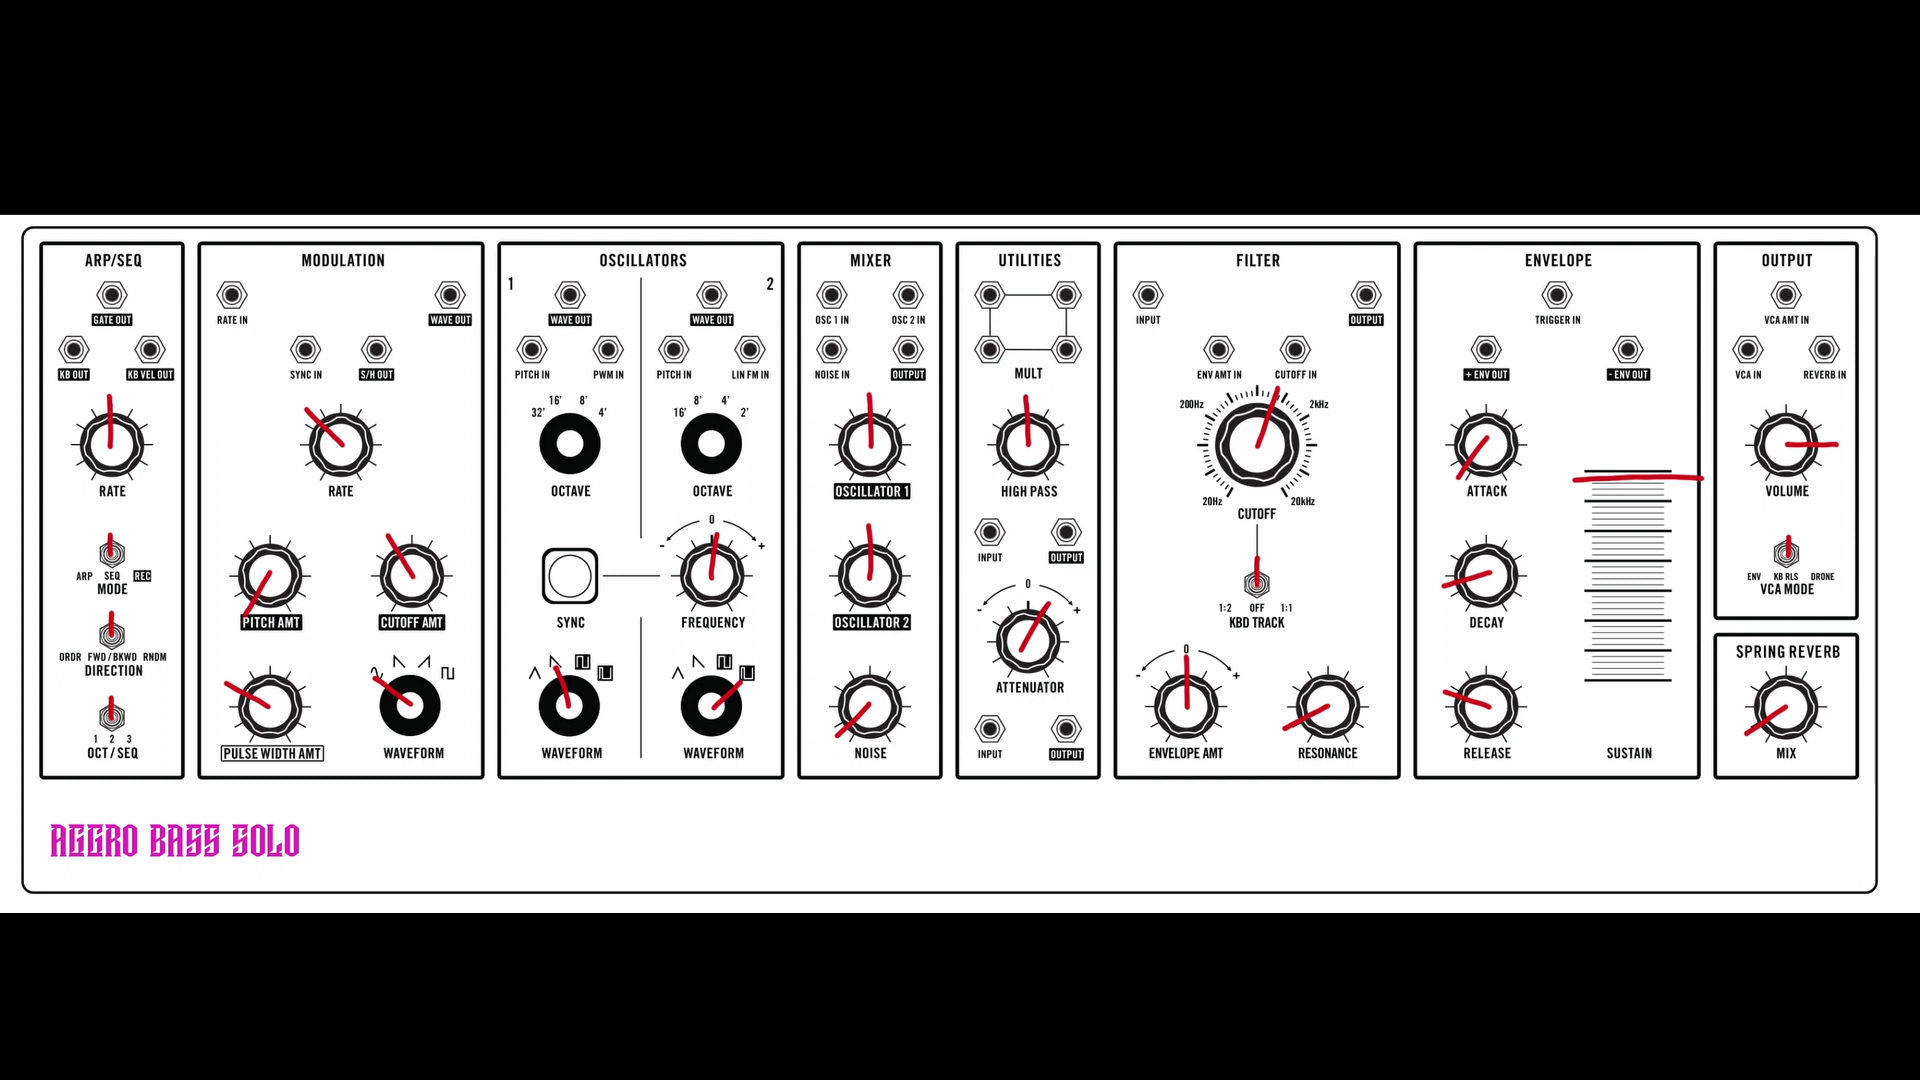 ARP/SEQ
GATE OUT
KB OUT KB VEL OUT
RATE
ARP SEQ REC
MODE
ORDR FWD/BKWD RNDM
DIRECTION
1 2 3
OCT/SEQ
MODULATION
RATE IN WAVE OUT
SYNC IN S/H OUT
RATE
PITCH AMT CUTOFF AMT
PULSE WIDTH AMT WAVEFORM
OSCILLATORS
1 2
WAVE OUT WAVE OUT
PITCH IN PWM IN PITCH IN LIN FM IN
32' 16' 8' 4' 16' 8' 4' 2'
OCTAVE OCTAVE
- 0 +
SYNC FREQUENCY
WAVEFORM WAVEFORM
MIXER
OSC 1 IN OSC 2 IN
NOISE IN OUTPUT
OSCILLATOR 1
OSCILLATOR 2
NOISE
UTILITIES
MULT
HIGH PASS
INPUT OUTPUT
- 0 +
ATTENUATOR
INPUT OUTPUT
FILTER
INPUT OUTPUT
ENV AMT IN CUTOFF IN
200Hz 2kHz
20Hz 20kHz
CUTOFF
1:2 OFF 1:1
KBD TRACK
- 0 +
ENVELOPE AMT RESONANCE
ENVELOPE
TRIGGER IN
+ ENV OUT - ENV OUT
ATTACK
DECAY
RELEASE SUSTAIN
OUTPUT
VCA AMT IN
VCA IN REVERB IN
VOLUME
ENV KB RLS DRONE
VCA MODE
SPRING REVERB
MIX
AGGRO BASS SOLO